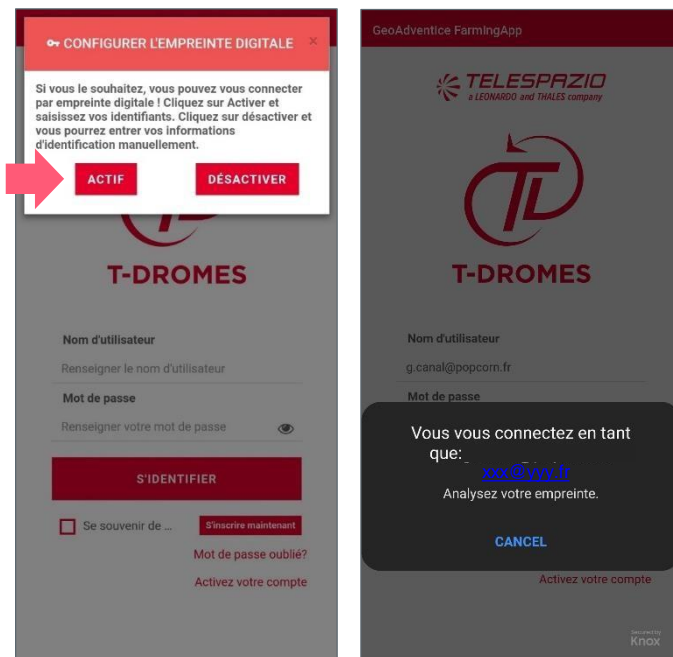 CONFIGURER L'EMPREINTE DIGITALE ×
Si vous le souhaitez, vous pouvez vous connecter
par empreinte digitale ! Cliquez sur Activer et
saisissez vos identifiants. Cliquez sur désactiver et
vous pourrez entrer vos informations
d'identification manuellement.
ACTIF DÉSACTIVER
T-DROMES
Nom d'utilisateur
Renseigner le nom d'utilisateur
Mot de passe
Renseigner votre mot de passe
S'IDENTIFIER
Se souvenir de ... S'inscrire maintenant
Mot de passe oublié?
Activez votre compte
GeoAdventice FarmingApp
TELESPAZIO
a LEONARDO and THALES company
T-DROMES
Nom d'utilisateur
g.canal@popcorn.fr
Mot de passe
Vous vous connectez en tant
que:
xxx@yyy.fr
Analysez votre empreinte.
CANCEL
Activez votre compte
Secured by
Knox